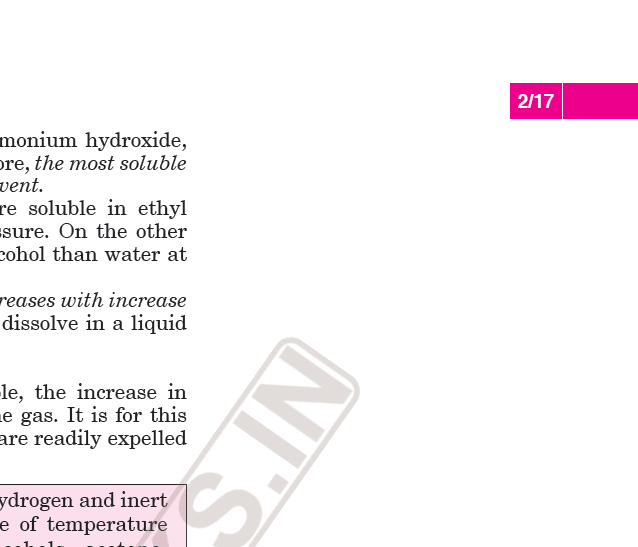 2/17
monium hydroxide,
ore, the most soluble
vent.
re soluble in ethyl
ssure. On the other
cohol than water at
reases with increase
dissolve in a liquid
le, the increase in
e gas. It is for this
are readily expelled
ydrogen and inert
e of temperature
cohols, acetone
S.IN